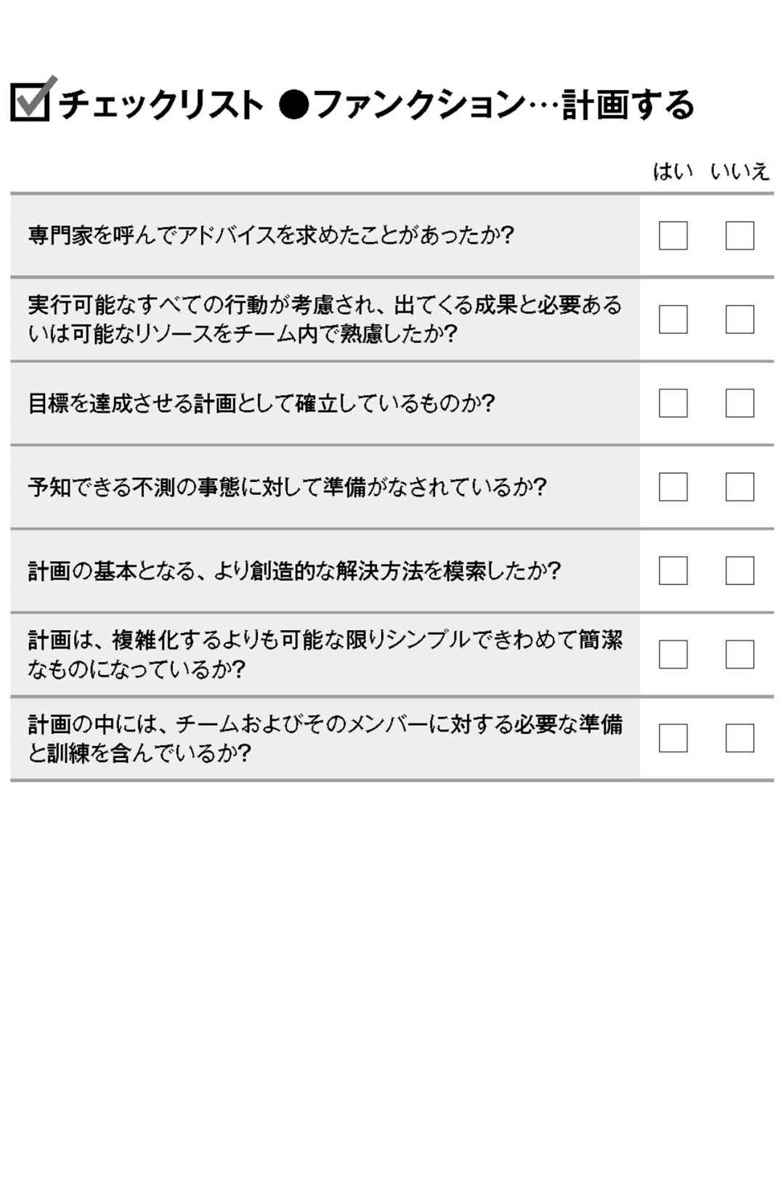 チェックリスト ●ファンクション…計画する
はい いいえ
専門家を呼んでアドバイスを求めたことがあったか？
実行可能なすべての行動が考慮され、出てくる成果と必要ある
いは可能なリソースをチーム内で熟慮したか？
目標を達成させる計画として確立しているものか？
予知できる不測の事態に対して準備がなされているか？
計画の基本となる、より創造的な解決方法を模索したか？
計画は、複雑化するよりも可能な限りシンプルできわめて簡潔
なものになっているか？
計画の中には、チームおよびそのメンバーに対する必要な準備
と訓練を含んでいるか？